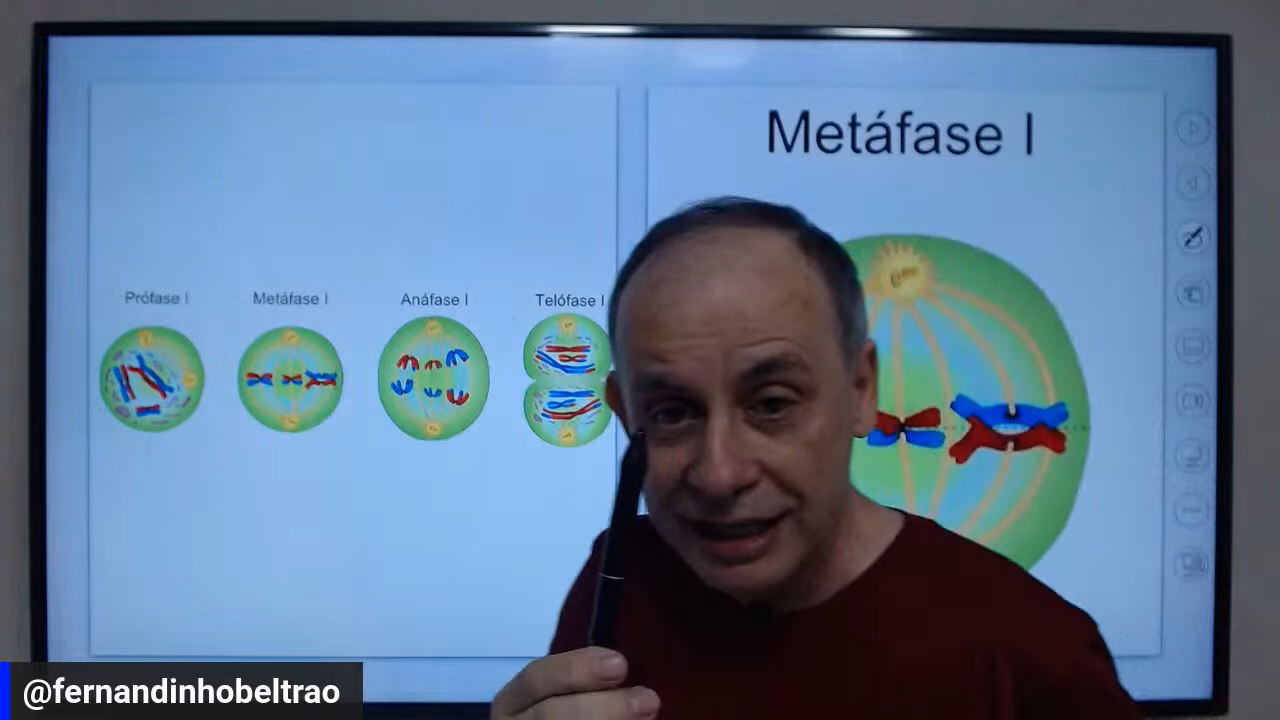 Metáfase I
Prófase I
Metáfase I
Anáfase I
Telófase I
@fernandinhobeltrao